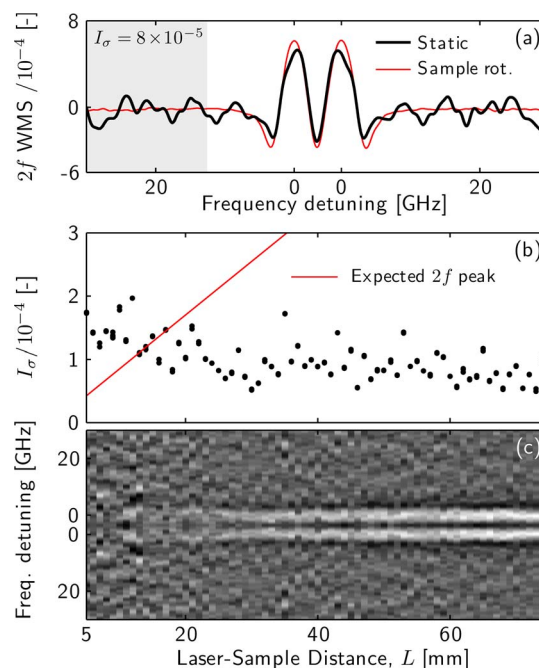 8
I_σ = 8×10⁻⁵
(a)
Static
Sample rot.
2f WMS /10⁻⁴ [-]
0
-6
20
0
0
20
Frequency detuning [GHz]
3
(b)
Expected 2f peak
2
I_σ/10⁻⁴ [-]
1
0
(c)
Freq. detuning [GHz]
20
0
0
20
5
20
40
60
Laser-Sample Distance, L [mm]